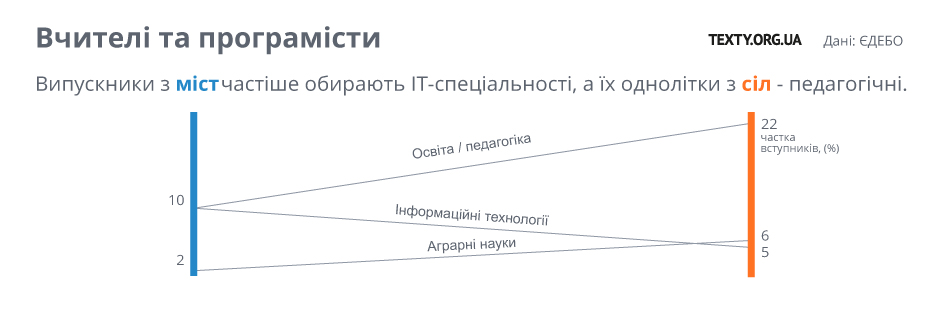 Вчителі та програмісти
TEXTY.ORG.UA Дані: ЄДЕБО
Випускники з міст частіше обирають ІТ-спеціальності, а їх однолітки з сіл - педагогічні.
22
частка
вступників, (%)
Освіта / педагогіка
10
Інформаційні технології
6
Аграрні науки
5
2